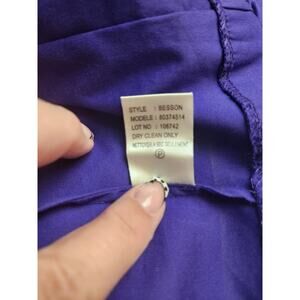 STYLE : BESSON
MODELE : 80374514
LOT NO : 106742
DRY CLEAN ONLY
NETTOYER A SEC SEULEMENT
P